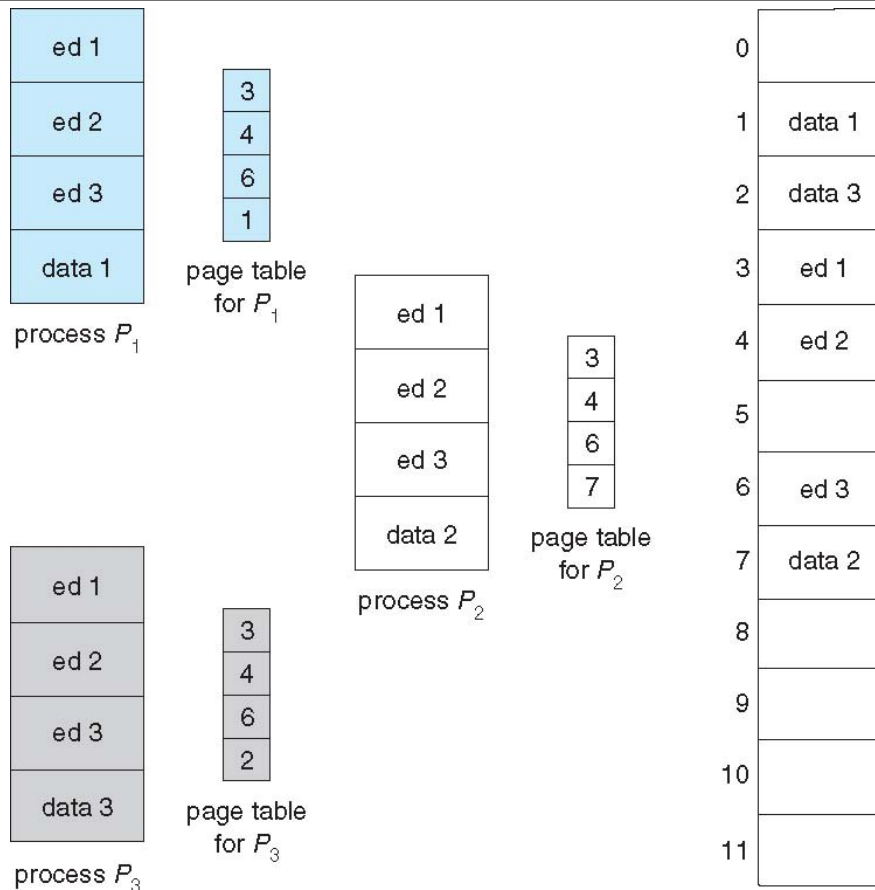 ed 1
ed 2
ed 3
data 1
process P1
3
4
6
1
page table
for P1
ed 1
ed 2
ed 3
data 2
process P2
3
4
6
7
page table
for P2
ed 1
ed 2
ed 3
data 3
process P3
3
4
6
2
page table
for P3
0
1 data 1
2 data 3
3 ed 1
4 ed 2
5
6 ed 3
7 data 2
8
9
10
11